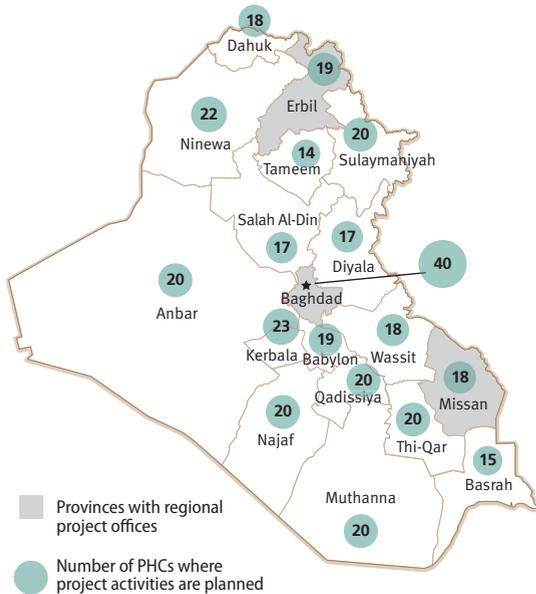 18
Dahuk
19
Erbil
22
Ninewa
14
Tameem
20
Sulaymaniyah
Salah Al-Din
17
17
Diyala
40
20
Anbar
Baghdad
23
Kerbala
19
Babylon
18
Wassit
20
Qadissiya
18
Missan
20
Najaf
20
Thi-Qar
15
Basrah
Muthanna
20
Provinces with regional
project offices
Number of PHCs where
project activities are planned